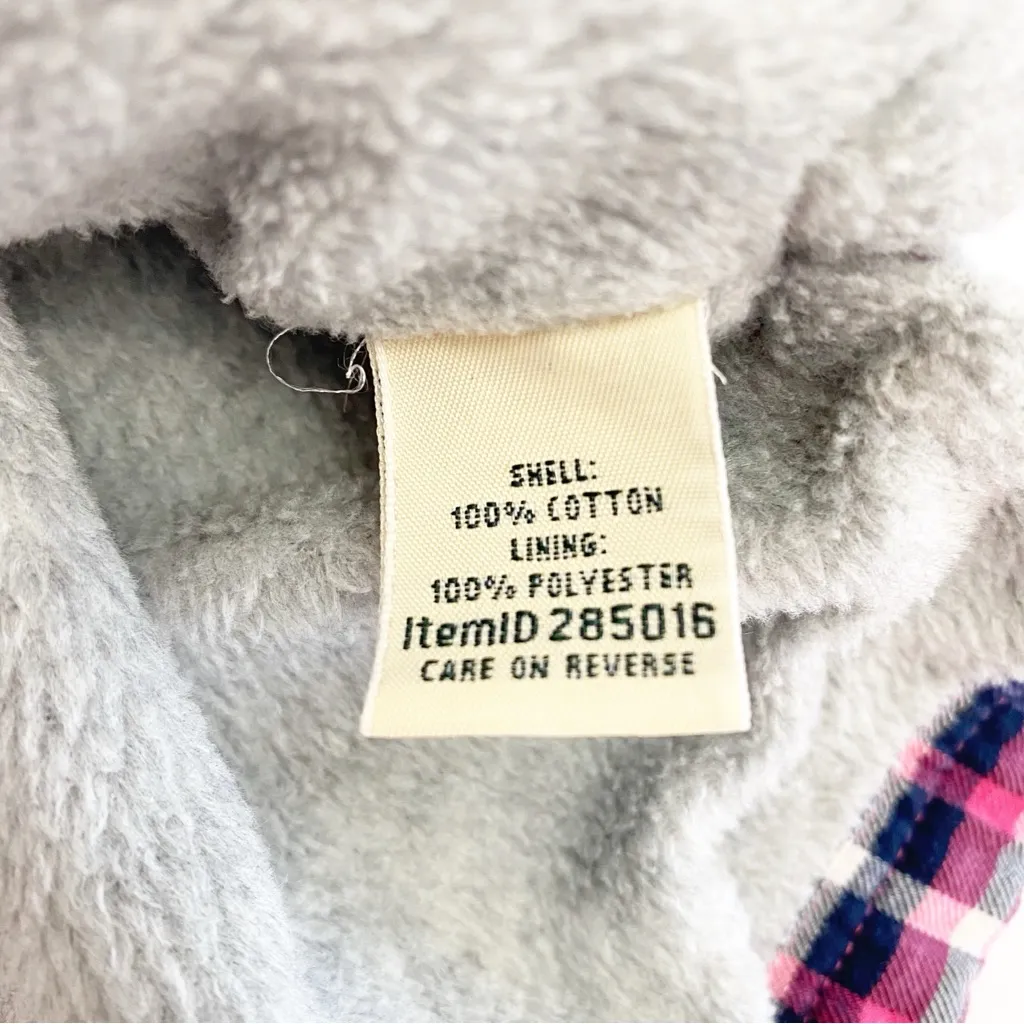 SHELL:
100% COTTON
LINING:
100% POLYESTER
ItemID 285016
CARE ON REVERSE